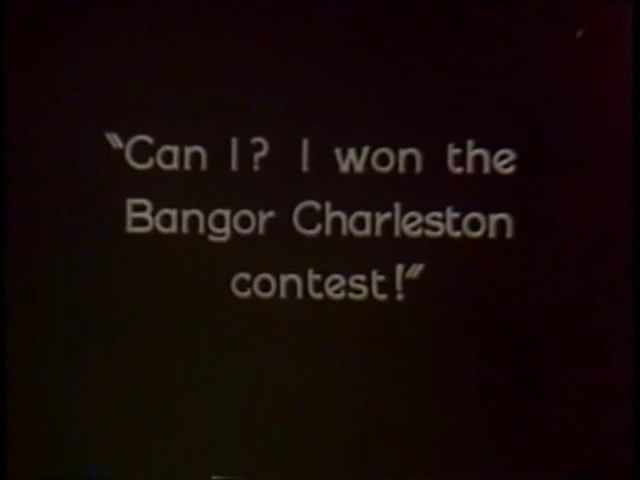 "Can I? I won the
Bangor Charleston
contest!"